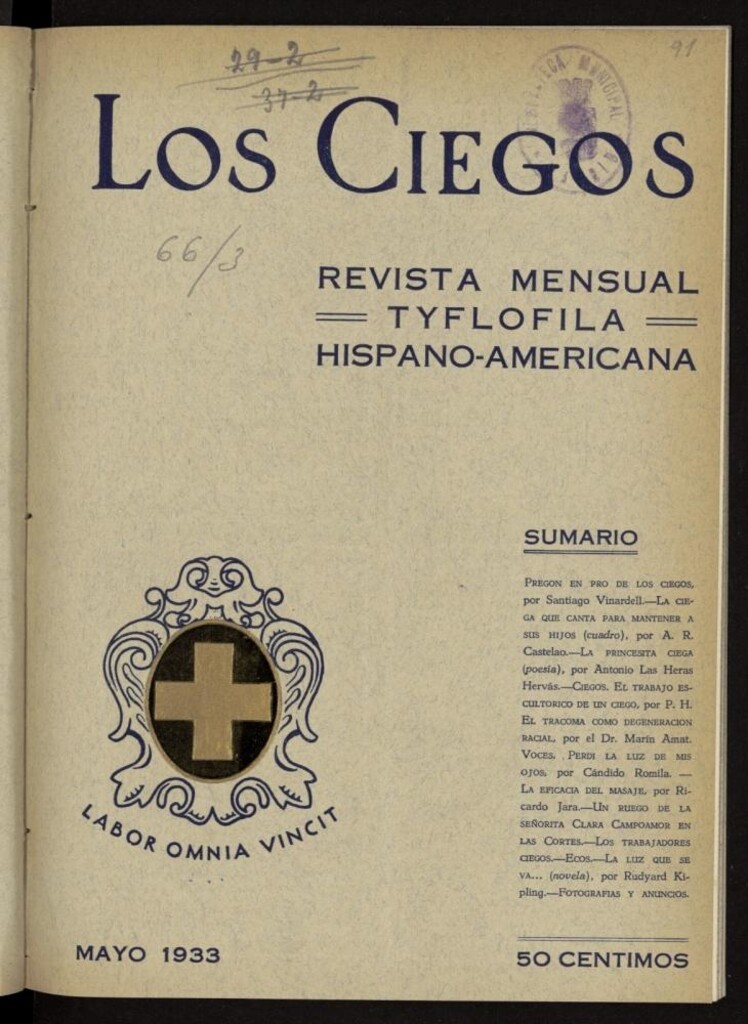 29-2
37-2
91
BIBLIOTECA MUNICIPAL
MADRID
LOS CIEGOS
66/3
REVISTA MENSUAL
TYFLOFILA
HISPANO-AMERICANA
SUMARIO
PREGON EN PRO DE LOS CIEGOS,
por Santiago Vinardell.—LA CIE-
GA QUE CANTA PARA MANTENER A
SUS HIJOS (cuadro), por A. R.
Castelao.—LA PRINCESITA CIEGA
(poesía), por Antonio Las Heras
Hervás.—CIEGOS. EL TRABAJO ES-
CULTORICO DE UN CIEGO, por P. H.
EL TRACOMA COMO DEGENERACION
RACIAL, por el Dr. Marín Amat.
VOCES. PERDI LA LUZ DE MIS
OJOS, por Cándido Romila. —
LA EFICACIA DEL MASAJE, por Ri-
cardo Jara.—UN RUEGO DE LA
SEÑORITA CLARA CAMPOAMOR EN
LAS CORTES.—LOS TRABAJADORES
CIEGOS.—ECOS.—LA LUZ QUE SE
VA... (novela), por Rudyard Ki-
pling.—FOTOGRAFIAS Y ANUNCIOS.
LABOR OMNIA VINCIT
MAYO 1933
50 CENTIMOS